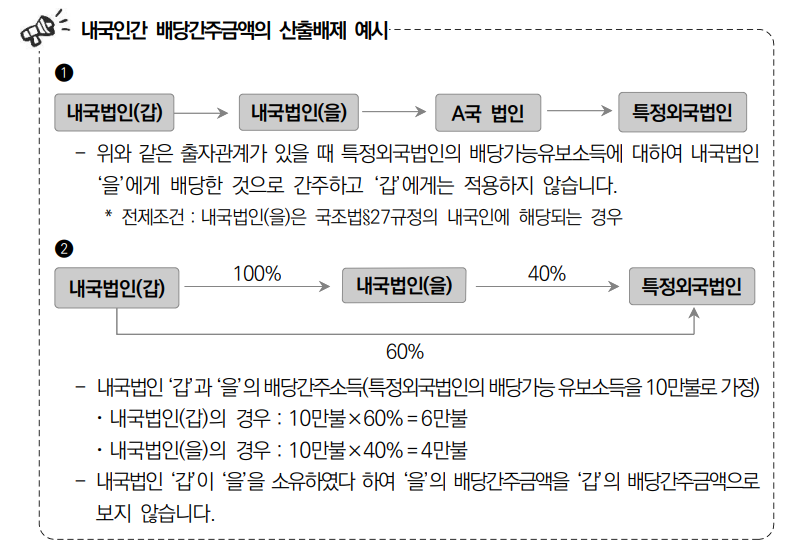 내국인간 배당간주금액의 산출배제 예시
❶
내국법인(갑) 내국법인(을) A국 법인 특정외국법인
- 위와 같은 출자관계가 있을 때 특정외국법인의 배당가능유보소득에 대하여 내국법인
‘을’에게 배당한 것으로 간주하고 ‘갑’에게는 적용하지 않습니다.
* 전제조건 : 내국법인(을)은 국조법§27규정의 내국인에 해당되는 경우
❷
내국법인(갑) 100% 내국법인(을) 40% 특정외국법인
60%
- 내국법인 ‘갑’과 ‘을’의 배당간주소득(특정외국법인의 배당가능 유보소득을 10만불로 가정)
· 내국법인(갑)의 경우 : 10만불×60%=6만불
· 내국법인(을)의 경우 : 10만불×40%=4만불
- 내국법인 ‘갑’이 ‘을’을 소유하였다 하여 ‘을’의 배당간주금액을 ‘갑’의 배당간주금액으로
보지 않습니다.